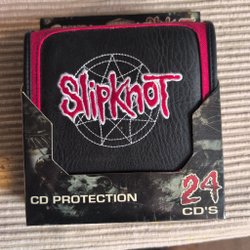 SlipKnoT
CD PROTECTION
24
CD'S